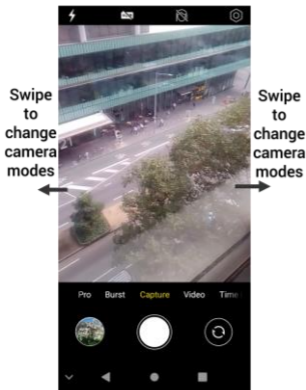 Swipe
to
change
camera
modes
Swipe
to
change
camera
modes
Pro Burst Capture Video Time